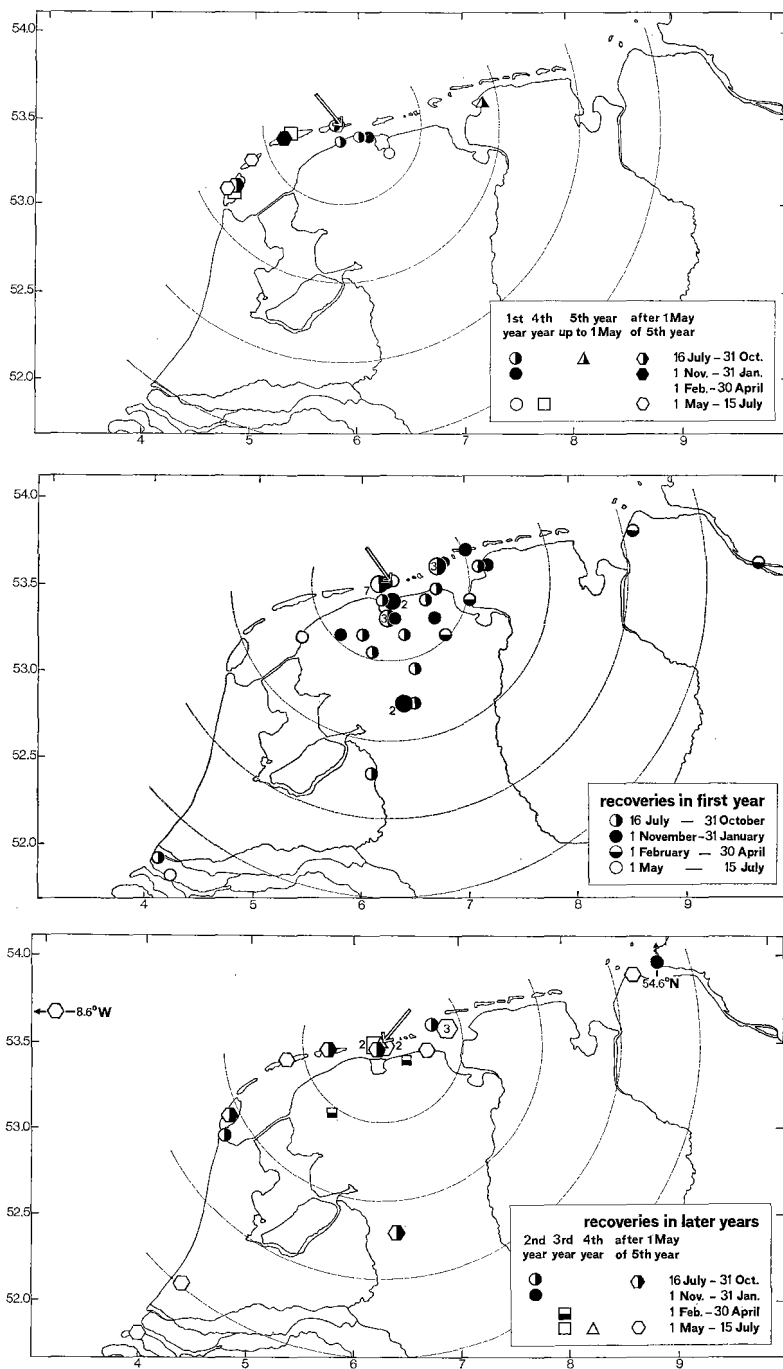 54.0
53.5
53.0
52.5
52.0
4 5 6 7 8 9
1st 4th 5th year after 1 May
year year up to 1 May of 5th year
16 July – 31 Oct.
1 Nov. – 31 Jan.
1 Feb. – 30 April
1 May – 15 July
54.0
53.5
53.0
52.5
52.0
7
3
2
3
2
4 5 6 7 8 9
recoveries in first year
16 July — 31 October
1 November – 31 January
1 February — 30 April
1 May — 15 July
54.0
53.5
53.0
52.5
52.0
8.6°W
54.6°N
3
2
2
4 5 6 7 8 9
recoveries in later years
2nd 3rd 4th after 1 May
year year year of 5th year
16 July – 31 Oct.
1 Nov. – 31 Jan.
1 Feb. – 30 April
1 May – 15 July